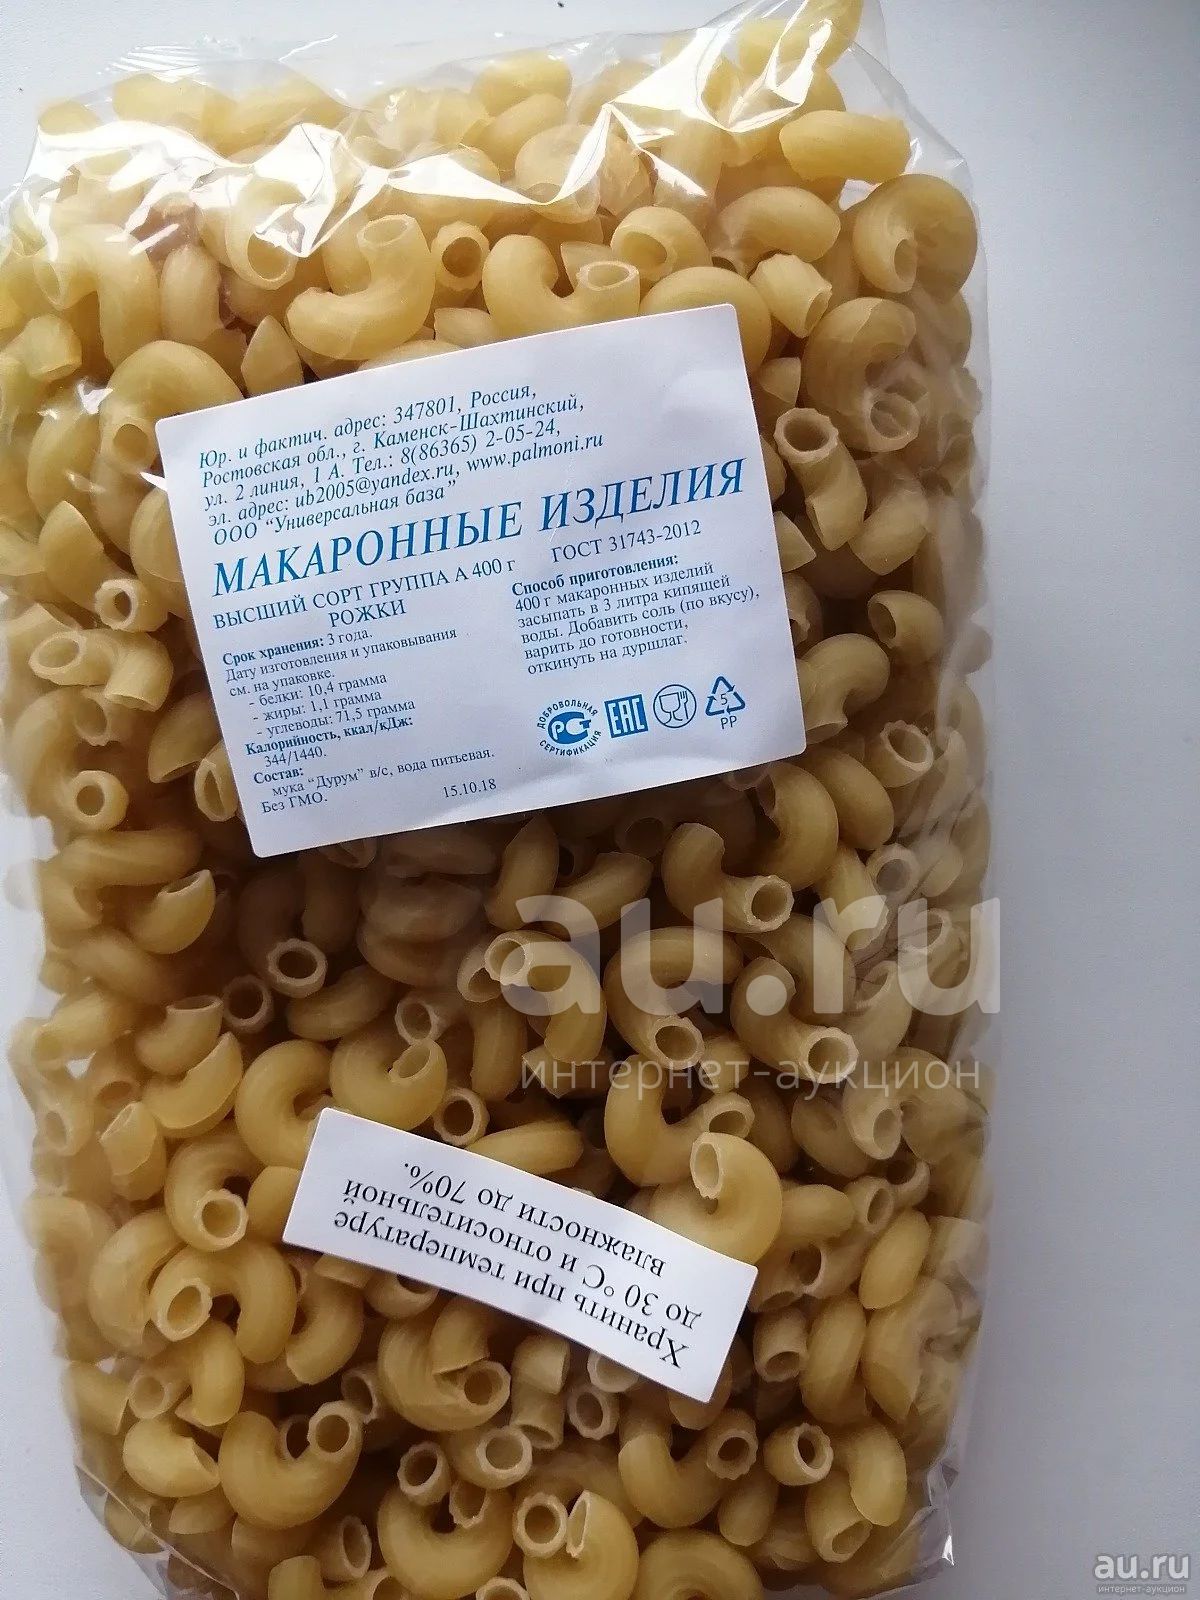 Юр. и фактич. адрес: 347801, Россия,
Ростовская обл., г. Каменск-Шахтинский,
ул. 2 линия, 1 А. Тел.: 8(86365) 2-05-24,
эл. адрес: ub2005@yandex.ru, www.palmoni.ru
ООО "Универсальная база"
МАКАРОННЫЕ ИЗДЕЛИЯ
ВЫСШИЙ СОРТ ГРУППА А 400 г
РОЖКИ
Срок хранения: 3 года.
Дату изготовления и упаковывания
см. на упаковке.
- белки: 10,4 грамма
- жиры: 1,1 грамма
- углеводы: 71,5 грамма
Калорийность, ккал/кДж:
344/1440.
Состав:
мука "Дурум" в/с, вода питьевая.
Без ГМО.
15.10.18
ГОСТ 31743-2012
Способ приготовления:
400 г макаронных изделий
засыпать в 3 литра кипящей
воды. Добавить соль (по вкусу),
варить до готовности,
откинуть на дуршлаг.
ДОБРОВОЛЬНАЯ
РСТ
СЕРТИФИКАЦИЯ
ЕАС
5
PP
au.ru
интернет-аукцион
Хранить при температуре
до 30 °С и относительной
влажности до 70%.
au.ru
интернет-аукцион